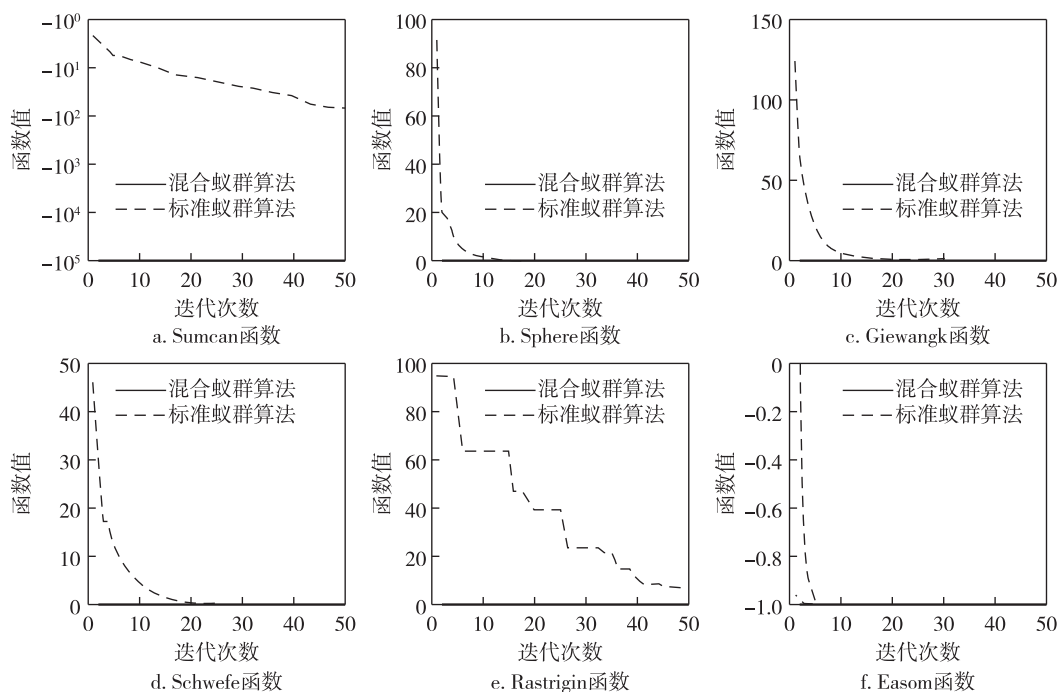 -10⁰
-10¹
-10²
-10³
-10⁴
-10⁵
函数值
混合蚁群算法
标准蚁群算法
0 10 20 30 40 50
迭代次数
a. Sumcan函数
100
80
60
40
20
0
函数值
混合蚁群算法
标准蚁群算法
0 10 20 30 40 50
迭代次数
b. Sphere函数
150
100
50
0
函数值
混合蚁群算法
标准蚁群算法
0 10 20 30 40 50
迭代次数
c. Giewangk函数
50
40
30
20
10
0
函数值
混合蚁群算法
标准蚁群算法
0 10 20 30 40 50
迭代次数
d. Schwefe函数
100
80
60
40
20
0
函数值
混合蚁群算法
标准蚁群算法
0 10 20 30 40 50
迭代次数
e. Rastrigin函数
0
-0.2
-0.4
-0.6
-0.8
-1.0
函数值
混合蚁群算法
标准蚁群算法
0 10 20 30 40 50
迭代次数
f. Easom函数